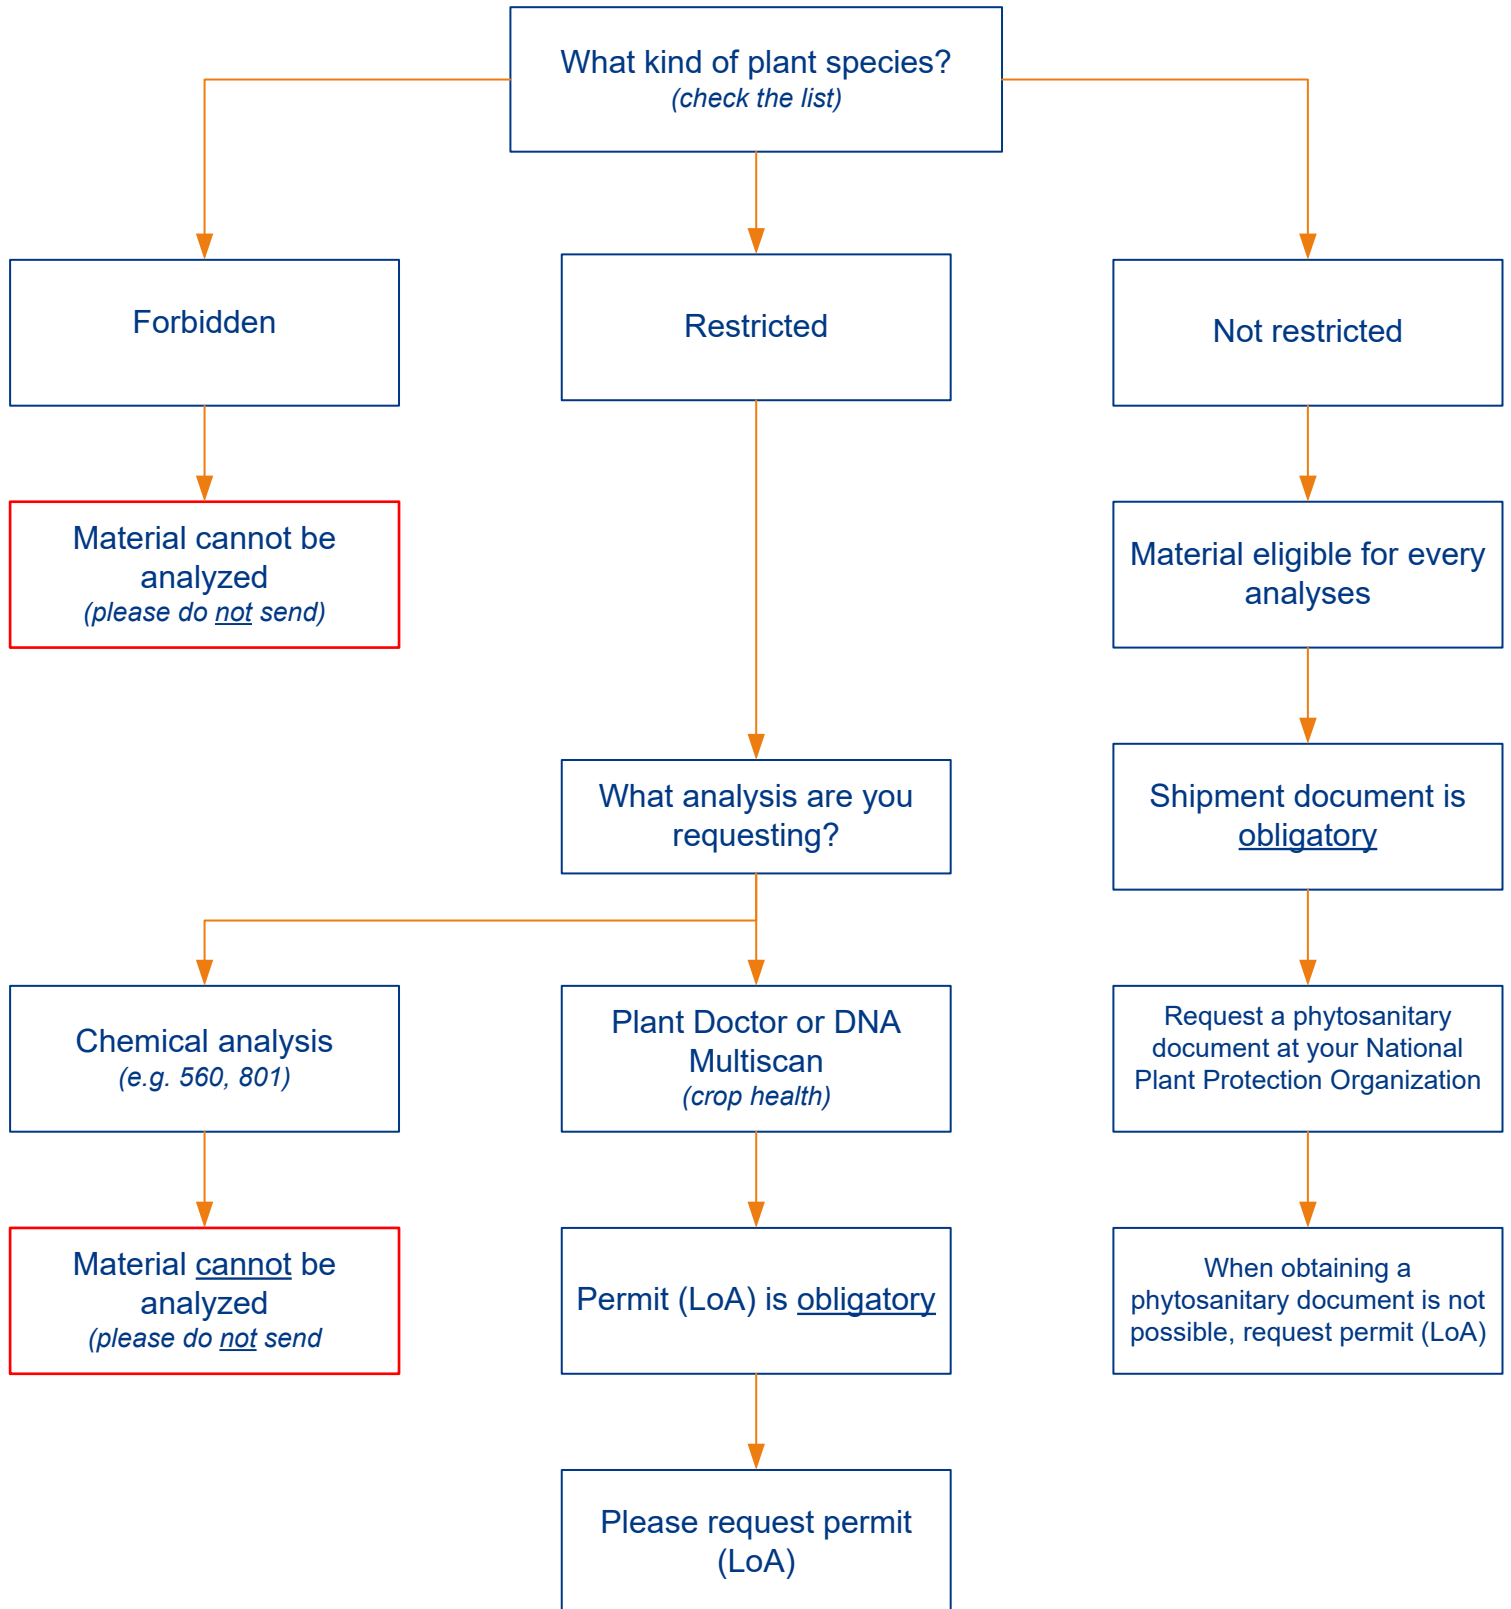 What kind of plant species?
(check the list)
Forbidden
Restricted
Not restricted
Material cannot be
analyzed
(please do not send)
Material eligible for every
analyses
What analysis are you
requesting?
Shipment document is
obligatory
Chemical analysis
(e.g. 560, 801)
Plant Doctor or DNA
Multiscan
(crop health)
Request a phytosanitary
document at your National
Plant Protection Organization
Material cannot be
analyzed
(please do not send
Permit (LoA) is obligatory
When obtaining a
phytosanitary document is not
possible, request permit (LoA)
Please request permit
(LoA)